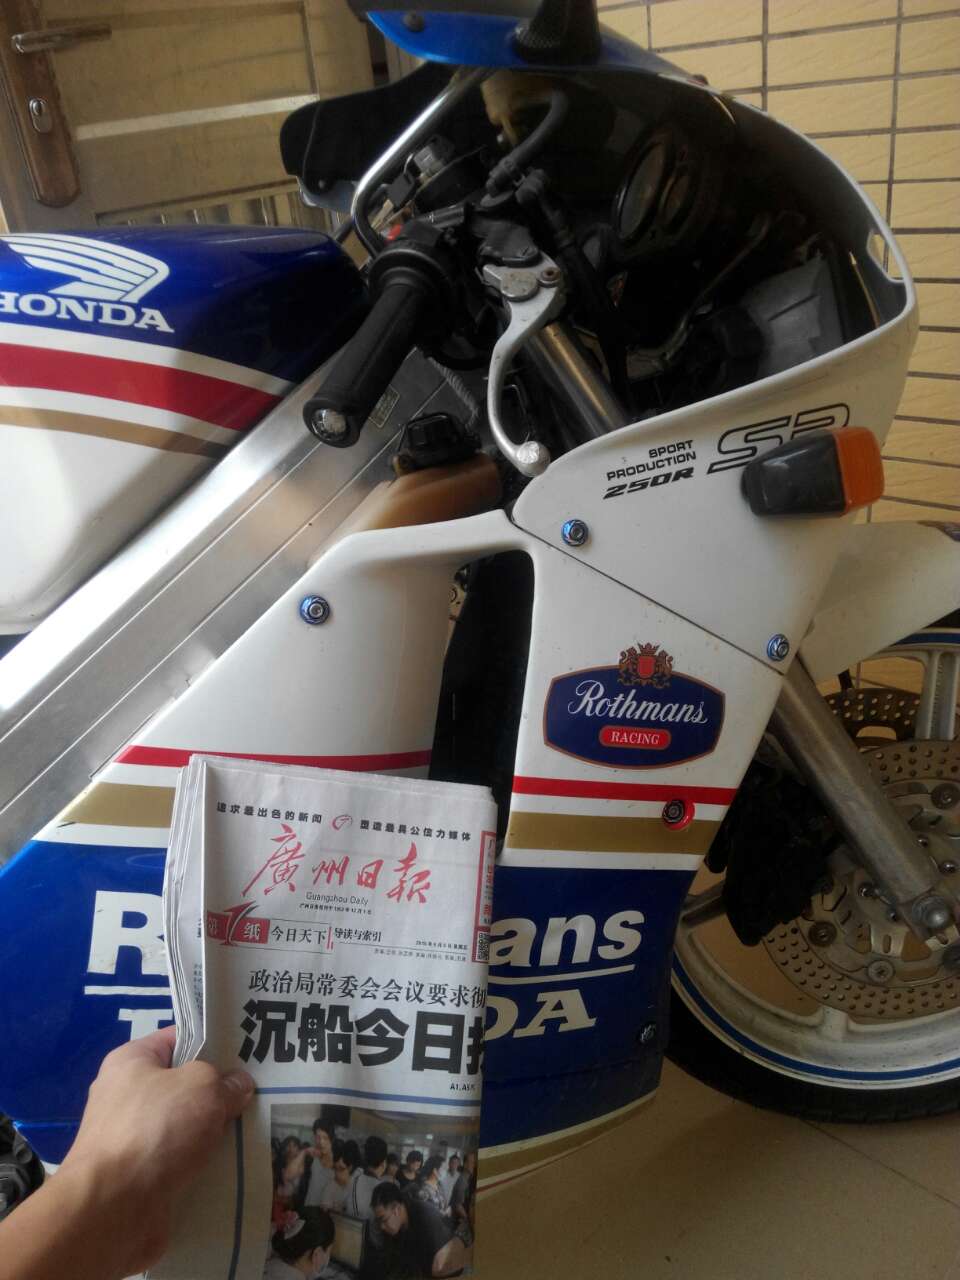 HONDA
SPORT
PRODUCTION
250R
SP
Rothmans
RACING
追求最出色的新闻
塑造最具公信力媒体
廣州日報
Guangzhou Daily
第1纸
今日天下
导读与索引
政治局常委会会议要求彻
沉船今日
A1.
R
ans
DA